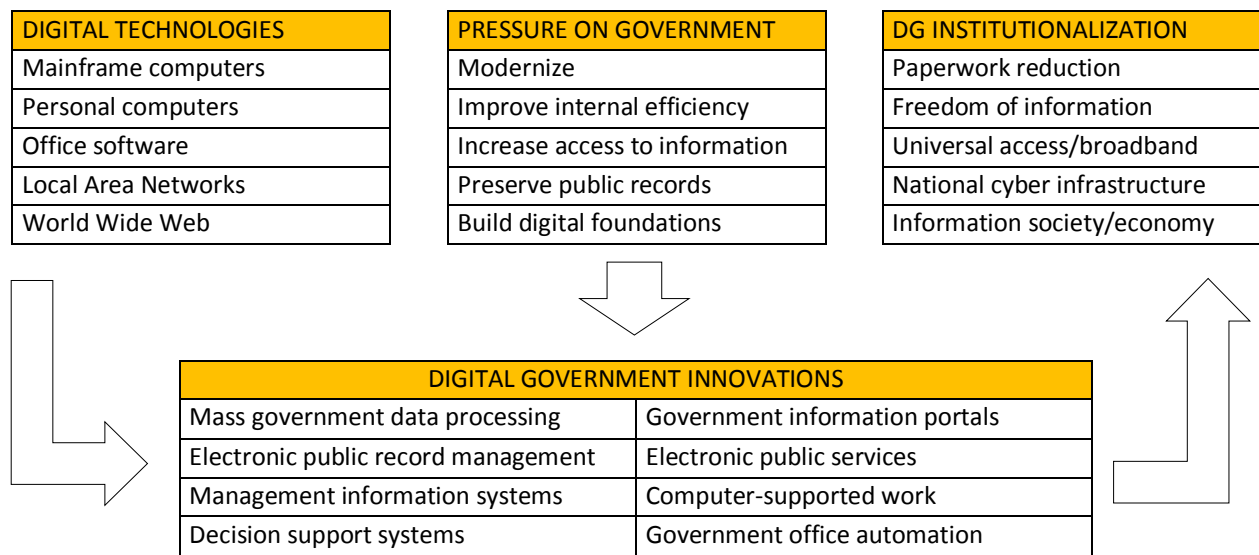 DIGITAL TECHNOLOGIES
Mainframe computers
Personal computers
Office software
Local Area Networks
World Wide Web
PRESSURE ON GOVERNMENT
Modernize
Improve internal efficiency
Increase access to information
Preserve public records
Build digital foundations
DG INSTITUTIONALIZATION
Paperwork reduction
Freedom of information
Universal access/broadband
National cyber infrastructure
Information society/economy
DIGITAL GOVERNMENT INNOVATIONS
Mass government data processing
Government information portals
Electronic public record management
Electronic public services
Management information systems
Computer-supported work
Decision support systems
Government office automation